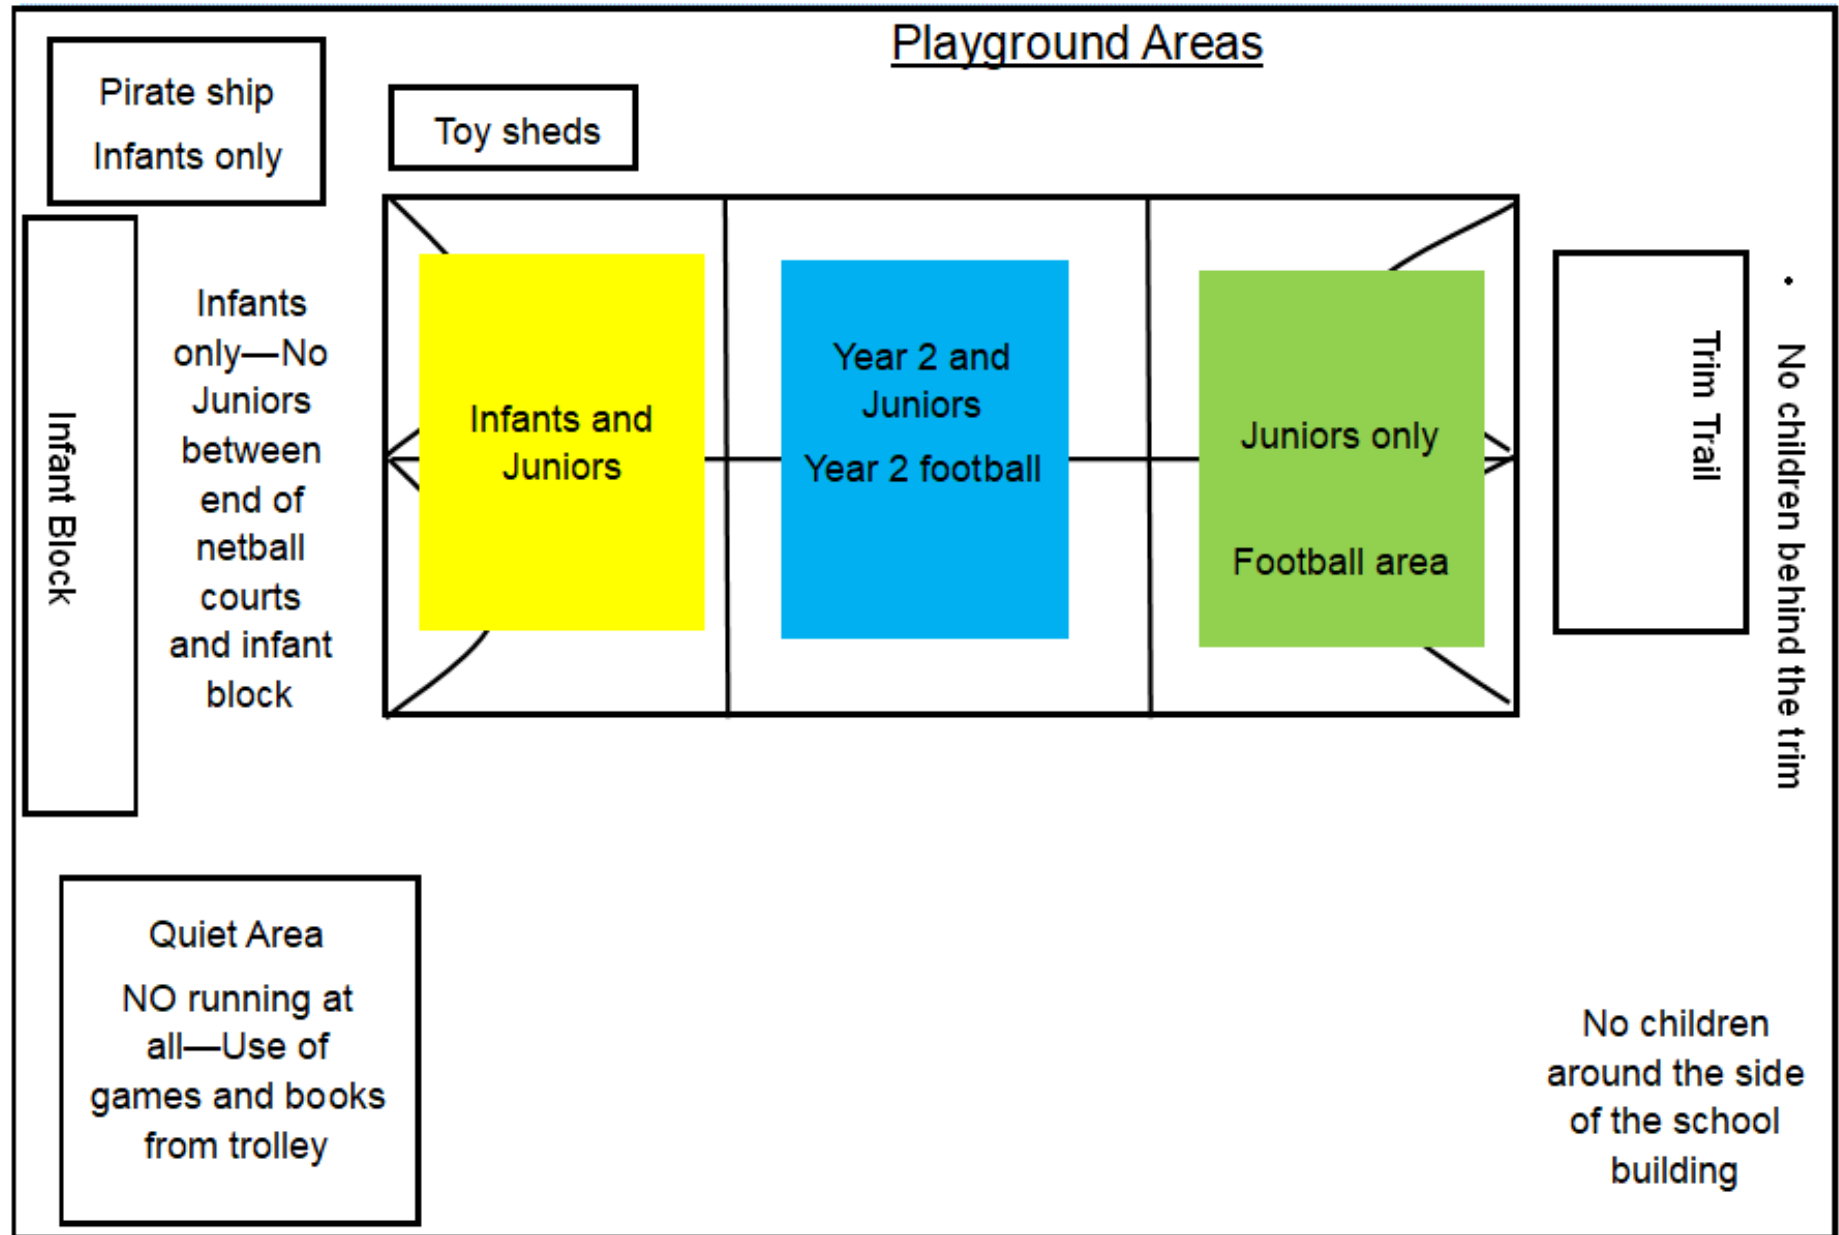 Playground Areas
Pirate ship
Infants only
Toy sheds
Infant Block
Infants
only—No
Juniors
between
end of
netball
courts
and infant
block
Infants and
Juniors
Year 2 and
Juniors
Year 2 football
Juniors only
Football area
Trim Trail
• No children behind the trim
Quiet Area
NO running at
all—Use of
games and books
from trolley
No children
around the side
of the school
building